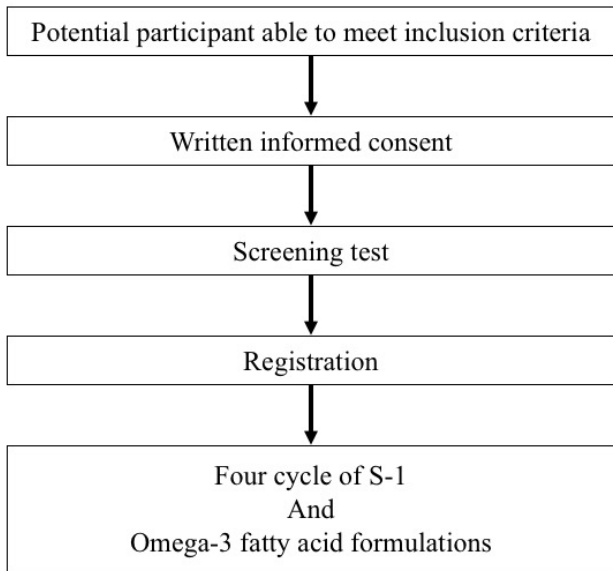 Potential participant able to meet inclusion criteria
Written informed consent
Screening test
Registration
Four cycle of S-1
And
Omega-3 fatty acid formulations